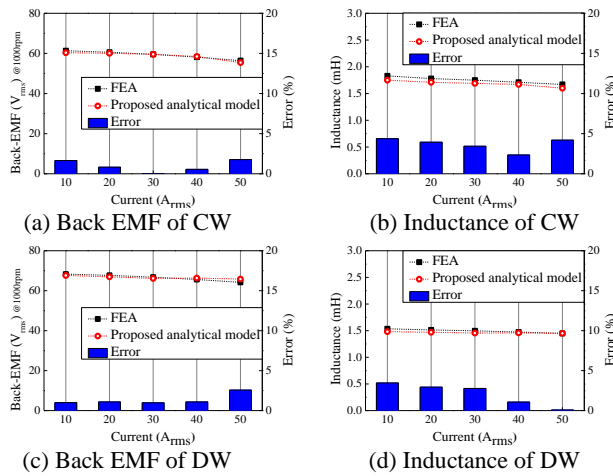 80
60
40
20
0
Back-EMF (Vrms) @1000rpm
20
15
10
5
0
Error (%)
FEA
Proposed analytical model
Error
10 20 30 40 50
Current (Arms)
(a) Back EMF of CW
3.0
2.5
2.0
1.5
1.0
0.5
0.0
Inductance (mH)
20
15
10
5
0
Error (%)
FEA
Proposed analytical model
Error
10 20 30 40 50
Current (Arms)
(b) Inductance of CW
80
60
40
20
0
Back-EMF (Vrms) @1000rpm
20
15
10
5
0
Error (%)
FEA
Proposed analytical model
Error
10 20 30 40 50
Current (Arms)
(c) Back EMF of DW
3.0
2.5
2.0
1.5
1.0
0.5
0.0
Inductance (mH)
20
15
10
5
0
Error (%)
FEA
Proposed analytical model
Error
10 20 30 40 50
Current (Arms)
(d) Inductance of DW